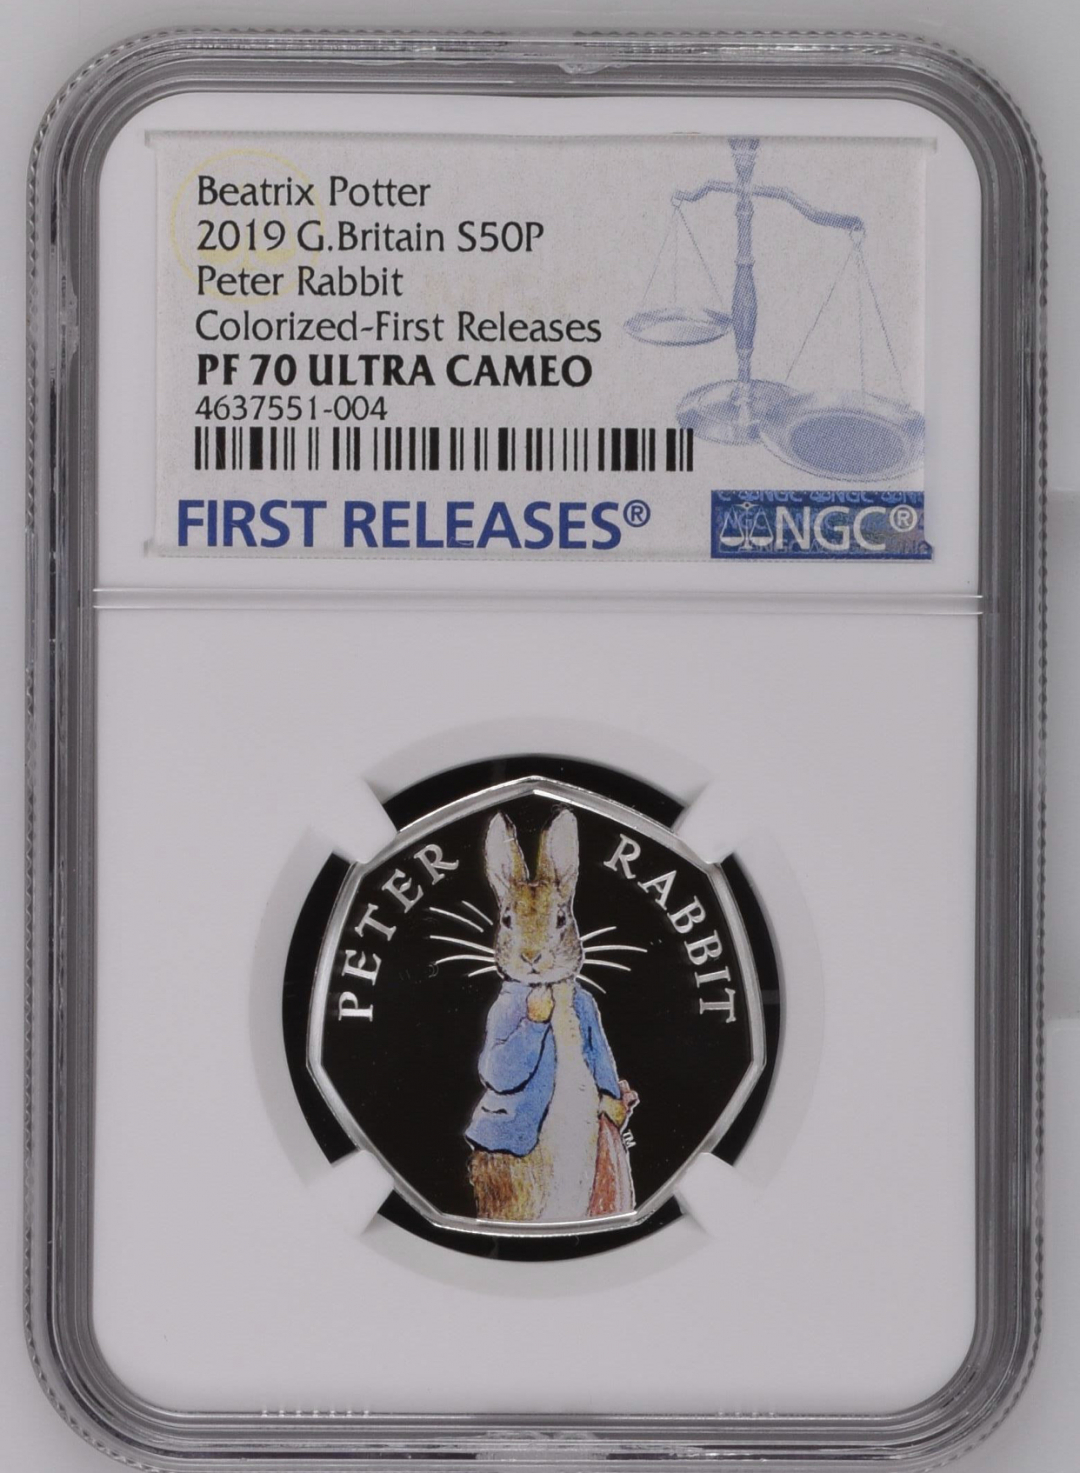 Beatrix Potter
2019 G.Britain S50P
Peter Rabbit
Colorized-First Releases
PF 70 ULTRA CAMEO
4637551-004
FIRST RELEASES®
NGC®
PETER RABBIT
TM